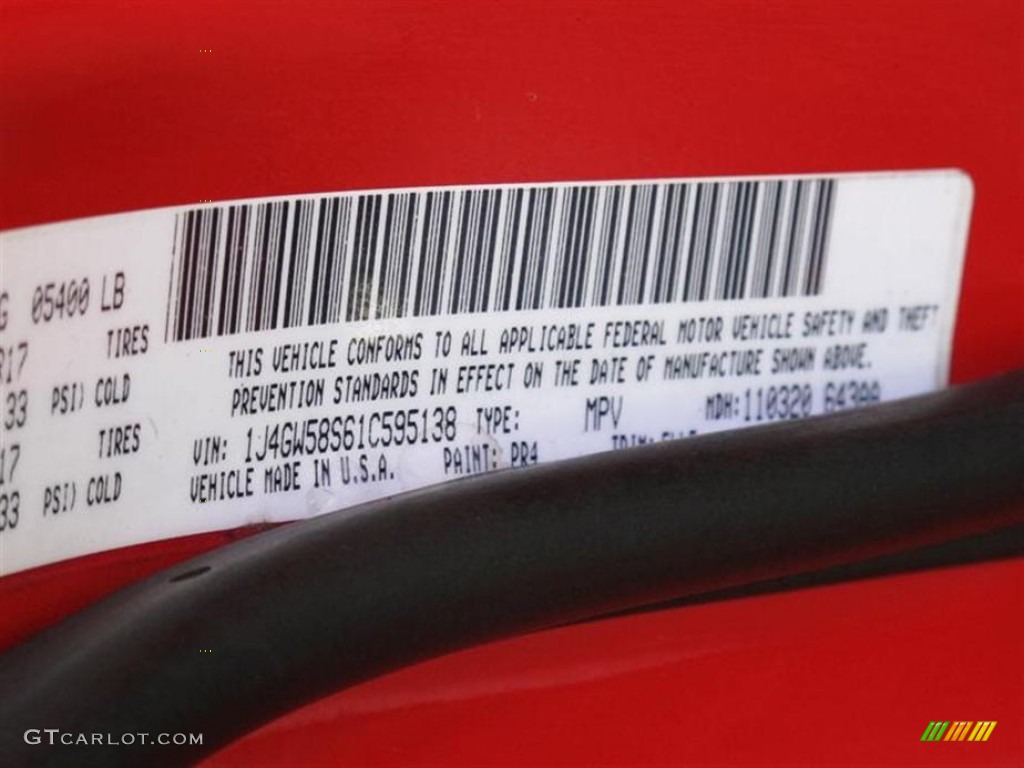 G 05400 LB
TIRES
17
33 PSI) COLD
TIRES
17
33 PSI) COLD
THIS VEHICLE CONFORMS TO ALL APPLICABLE FEDERAL MOTOR VEHICLE SAFETY AND THEFT
PREVENTION STANDARDS IN EFFECT ON THE DATE OF MANUFACTURE SHOWN ABOVE.
VIN: 1J4GW58S61C595138 TYPE: MPV MDH:110320 643AA
VEHICLE MADE IN U.S.A. PAINT: PR4
GTCARLOT.COM